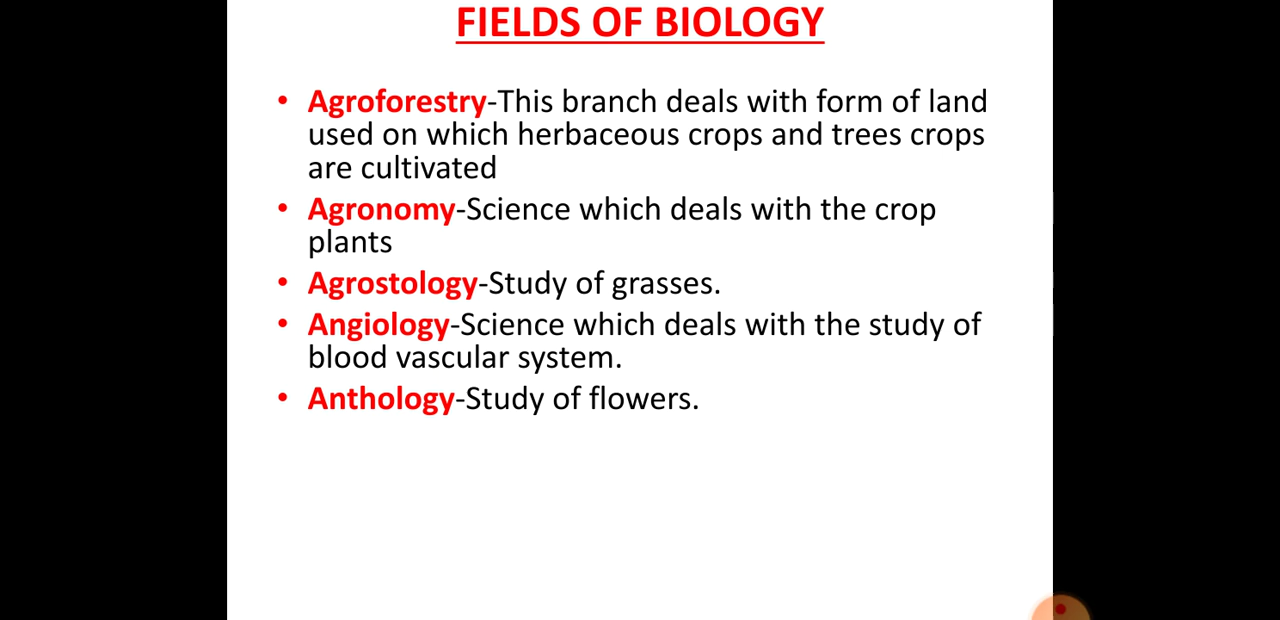 FIELDS OF BIOLOGY
• Agroforestry-This branch deals with form of land
used on which herbaceous crops and trees crops
are cultivated
• Agronomy-Science which deals with the crop
plants
• Agrostology-Study of grasses.
• Angiology-Science which deals with the study of
blood vascular system.
• Anthology-Study of flowers.